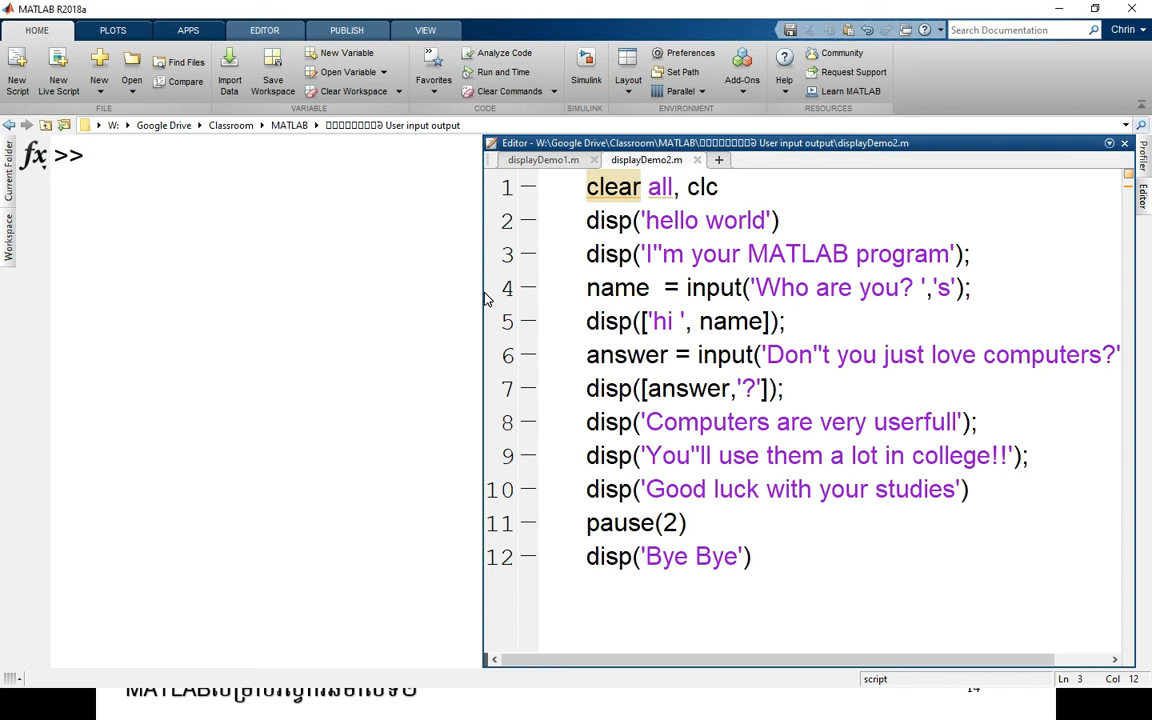 MATLAB R2018a
HOME PLOTS APPS EDITOR PUBLISH VIEW Search Documentation Chrin
New Script New Live Script New Open Find Files Compare Import Data Save Workspace New Variable Open Variable Clear Workspace Favorites Analyze Code Run and Time Clear Commands Simulink Layout Preferences Set Path Parallel Add-Ons Help Community Request Support Learn MATLAB
FILE VARIABLE CODE SIMULINK ENVIRONMENT RESOURCES
W: Google Drive Classroom MATLAB User input output
Current Folder
Workspace
fx >>
Editor - W:\Google Drive\Classroom\MATLAB\ User input output\displayDemo2.m
displayDemo1.m displayDemo2.m +
Profiler
Editor
1 clear all, clc
2 disp('hello world')
3 disp('I''m your MATLAB program');
4 name = input('Who are you? ','s');
5 disp(['hi ', name]);
6 answer = input('Don''t you just love computers?'
7 disp([answer,'?']);
8 disp('Computers are very userfull');
9 disp('You''ll use them a lot in college!!');
10 disp('Good luck with your studies')
11 pause(2)
12 disp('Bye Bye')
script Ln 3 Col 12
14